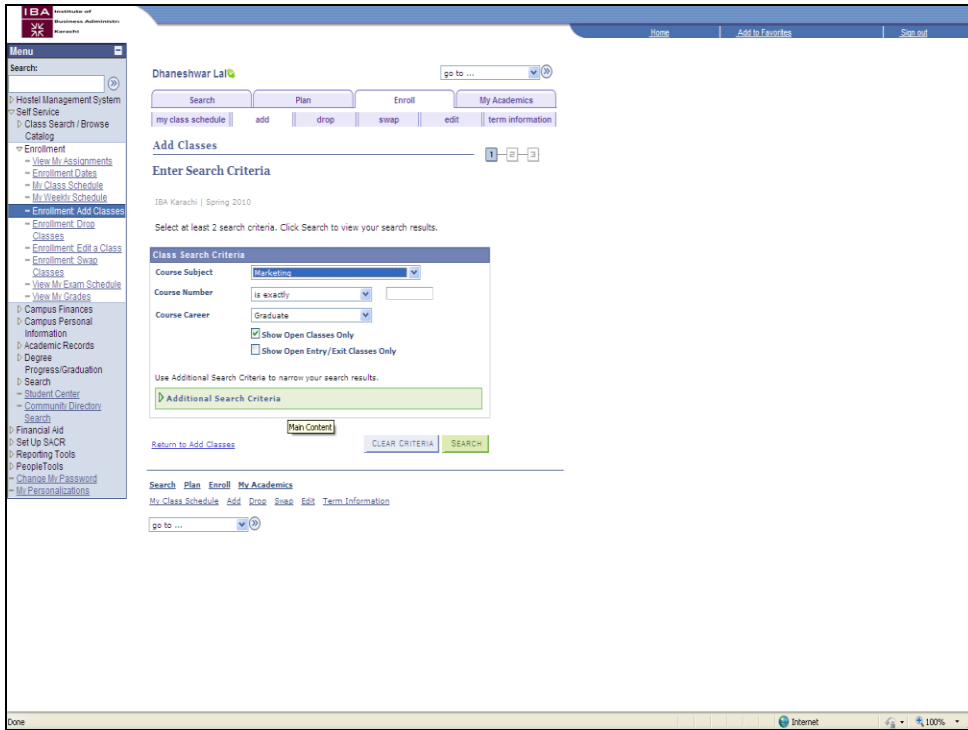 IBA
Institute of
Business Administr
Karachi
Home
Add to Favorites
Sign out
Menu
Search:
Hostel Management System
Self Service
Class Search / Browse
Catalog
Enrollment
View My Assignments
Enrollment Dates
My Class Schedule
My Weekly Schedule
Enrollment: Add Classes
Enrollment: Drop
Classes
Enrollment: Edit a Class
Enrollment: Swap
Classes
View My Exam Schedule
View My Grades
Campus Finances
Campus Personal
Information
Academic Records
Degree
Progress/Graduation
Search
Student Center
Community Directory
Search
Financial Aid
Set Up SACR
Reporting Tools
PeopleTools
Change My Password
My Personalizations
Dhaneshwar Lal
go to ...
Search
Plan
Enroll
My Academics
my class schedule
add
drop
swap
edit
term information
Add Classes
1
2
3
Enter Search Criteria
IBA Karachi | Spring 2010
Select at least 2 search criteria. Click Search to view your search results.
Class Search Criteria
Course Subject
Marketing
Course Number
is exactly
Course Career
Graduate
Show Open Classes Only
Show Open Entry/Exit Classes Only
Use Additional Search Criteria to narrow your search results.
Additional Search Criteria
Main Content
Return to Add Classes
CLEAR CRITERIA
SEARCH
Search Plan Enroll My Academics
My Class Schedule Add Drop Swap Edit Term Information
go to ...
Done
Internet
100%